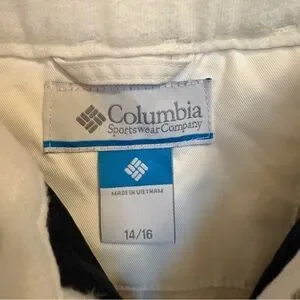 Columbia
Sportswear Company
MADE IN VIETNAM
14/16